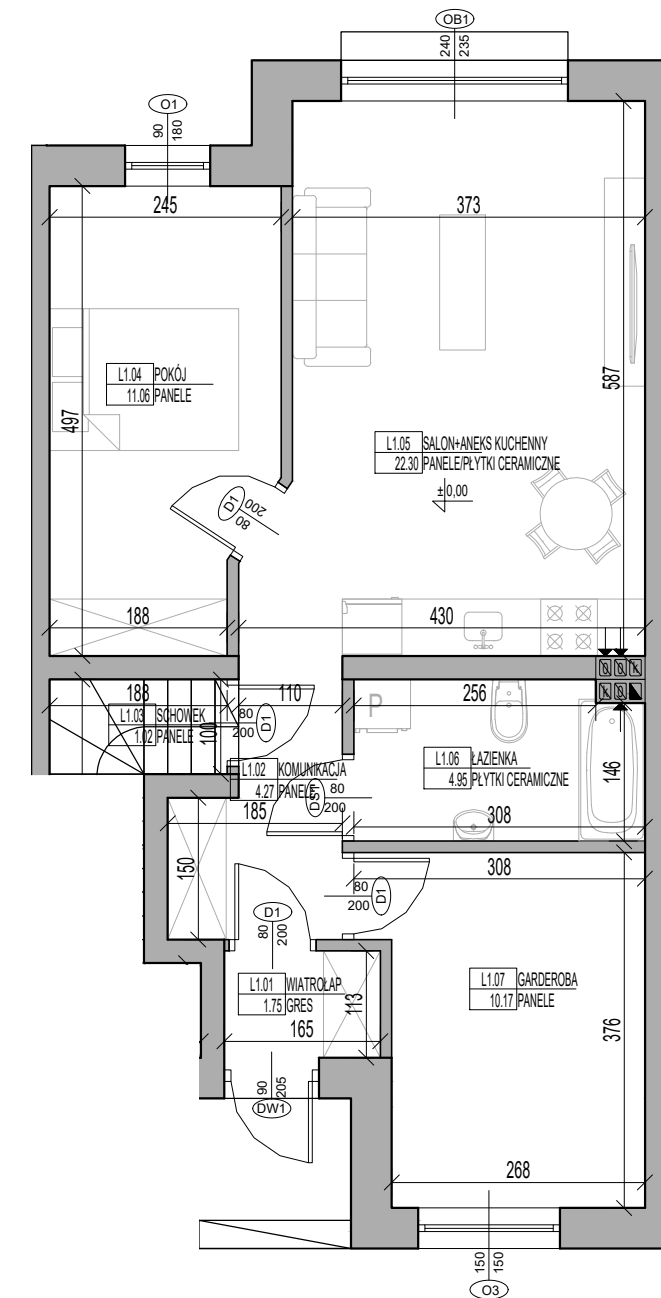 OB1
240
235
O1
90
180
245
373
L1.04 POKÓJ
11.06 PANELE
497
587
L1.05 SALON+ANEKS KUCHENNY
22.30 PANELE/PŁYTKI CERAMICZNE
±0,00
D1
80
200
188
430
188
110
256
P
L1.03 SCHOWEK
1.02 PANELE
100
80
200
D1
L1.02 KOMUNIKACJA
4.27 PANELE
DS1
80
200
L1.06 ŁAZIENKA
4.95 PŁYTKI CERAMICZNE
146
185
308
150
308
80
200
D1
D1
80
200
L1.01 WIATROŁAP
1.75 GRES
113
165
L1.07 GARDEROBA
10.17 PANELE
376
90
205
DW1
268
150
150
O3